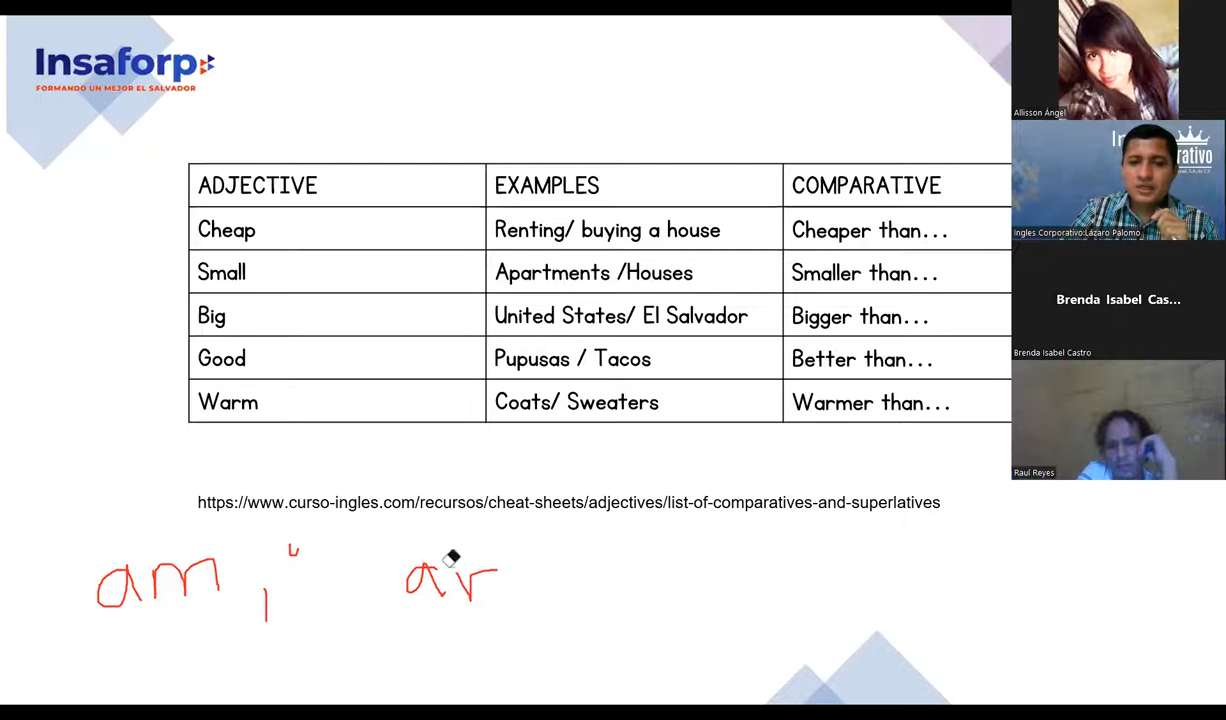 Insaforp
FORMANDO UN MEJOR EL SALVADOR
ADJECTIVE EXAMPLES COMPARATIVE
Cheap Renting/ buying a house Cheaper than...
Small Apartments /Houses Smaller than...
Big United States/ El Salvador Bigger than...
Good Pupusas / Tacos Better than...
Warm Coats/ Sweaters Warmer than...
https://www.curso-ingles.com/recursos/cheat-sheets/adjectives/list-of-comparatives-and-superlatives
am, ar
Allisson Ángel
Ingles Corporativo:Lázaro Palomo
Brenda Isabel Cas...
Brenda Isabel Castro
Raul Reyes